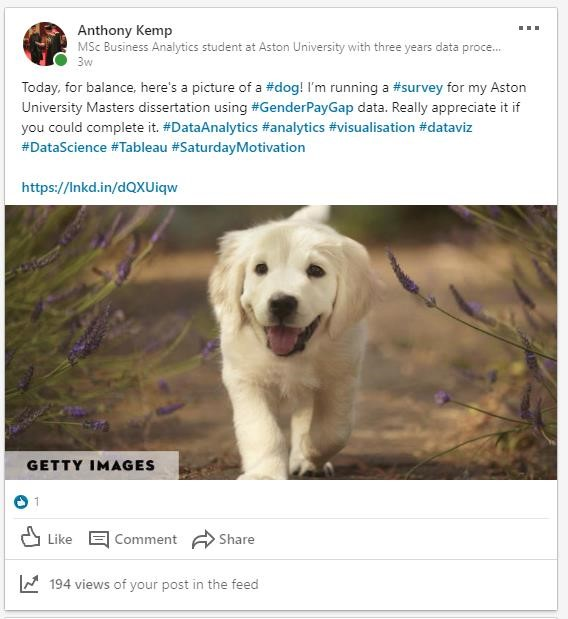 Anthony Kemp
MSc Business Analytics student at Aston University with three years data proce...
3w
Today, for balance, here's a picture of a #dog! I'm running a #survey for my Aston
University Masters dissertation using #GenderPayGap data. Really appreciate it if
you could complete it. #DataAnalytics #analytics #visualisation #dataviz
#DataScience #Tableau #SaturdayMotivation
https://lnkd.in/dQXUiqw
GETTY IMAGES
1
Like Comment Share
194 views of your post in the feed